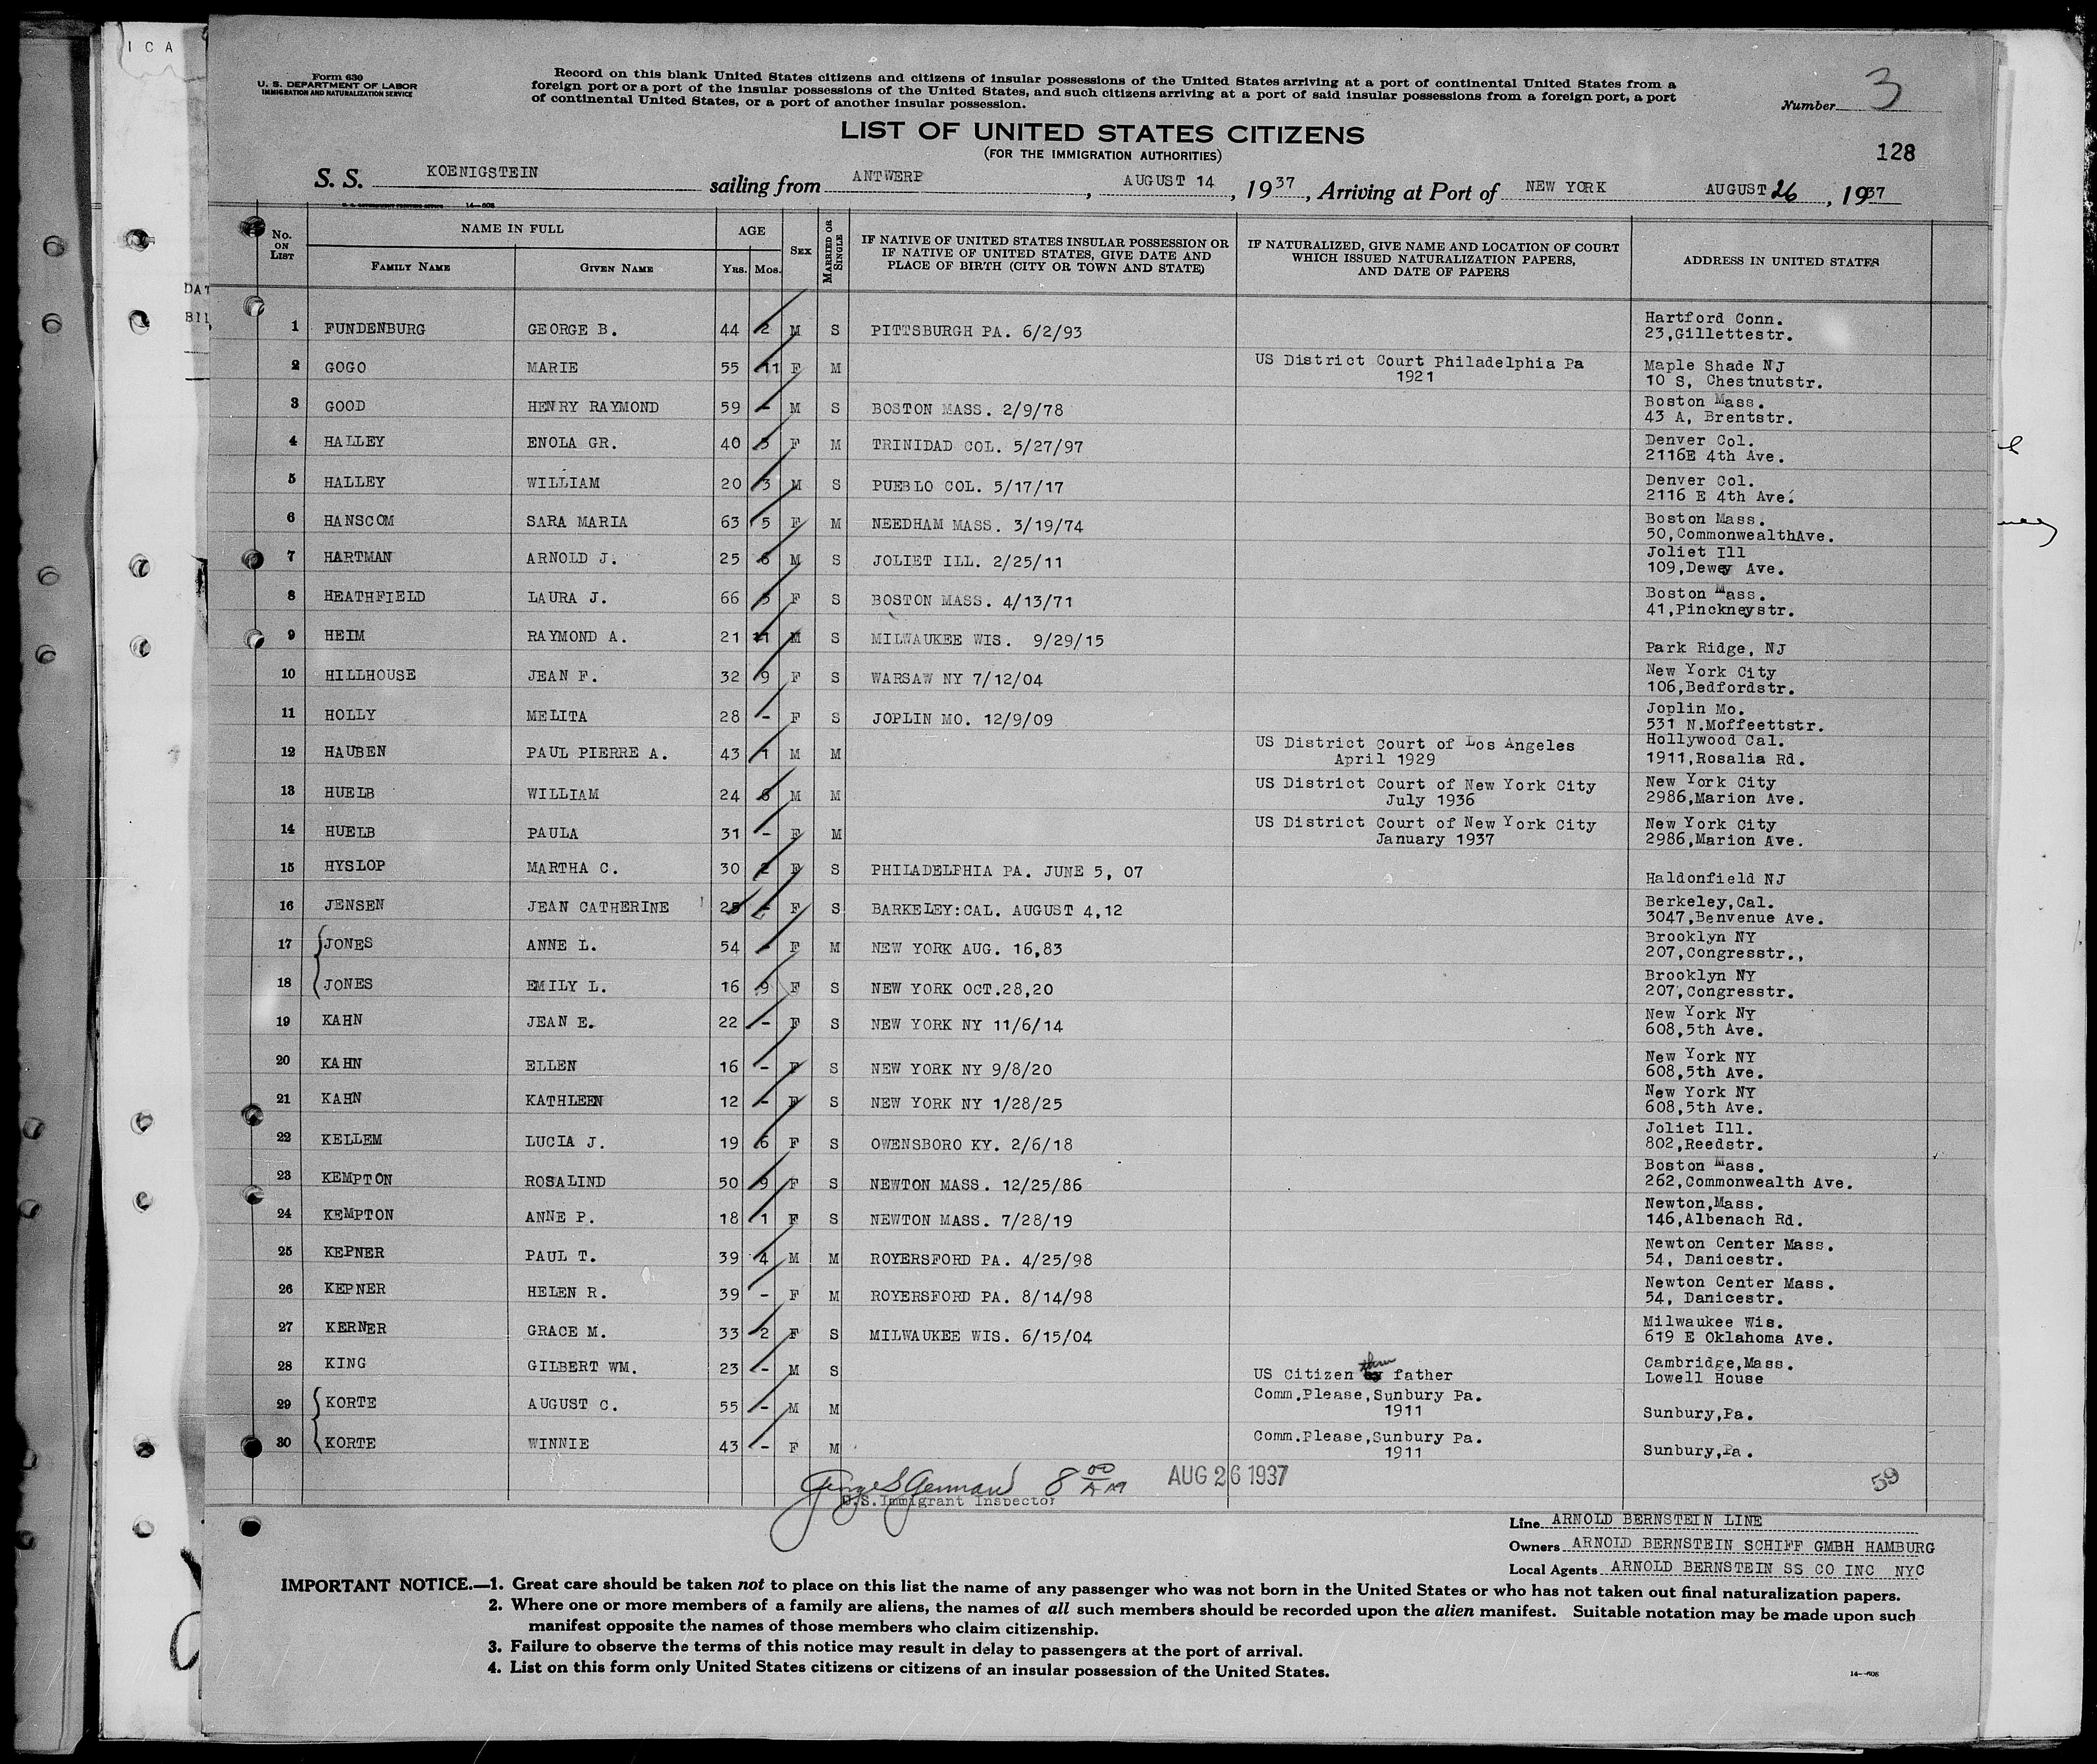 I C A
DAT
BIL
Form 630
U. S. DEPARTMENT OF LABOR
IMMIGRATION AND NATURALIZATION SERVICE
Record on this blank United States citizens and citizens of insular possessions of the United States arriving at a port of continental United States from a
foreign port or a port of the insular possessions of the United States, and such citizens arriving at a port of said insular possessions from a foreign port, a port
of continental United States, or a port of another insular possession.
Number 3
LIST OF UNITED STATES CITIZENS
(FOR THE IMMIGRATION AUTHORITIES)
128
S. S. KOENIGSTEIN sailing from ANTWERP, AUGUST 14, 1937, Arriving at Port of NEW YORK AUGUST 26, 1937
U. S. GOVERNMENT PRINTING OFFICE 14—608
No. ON LIST
NAME IN FULL
FAMILY NAME
GIVEN NAME
AGE
YRS. MOS.
SEX
MARRIED OR SINGLE
IF NATIVE OF UNITED STATES INSULAR POSSESSION OR
IF NATIVE OF UNITED STATES, GIVE DATE AND
PLACE OF BIRTH (CITY OR TOWN AND STATE)
IF NATURALIZED, GIVE NAME AND LOCATION OF COURT
WHICH ISSUED NATURALIZATION PAPERS,
AND DATE OF PAPERS
ADDRESS IN UNITED STATES
1 FUNDENBURG GEORGE B. 44 2 M S PITTSBURGH PA. 6/2/93 Hartford Conn.
23,Gillettestr.
2 GOGO MARIE 55 11 F M US District Court Philadelphia Pa
1921
Maple Shade NJ
10 S, Chestnutstr.
3 GOOD HENRY RAYMOND 59 - M S BOSTON MASS. 2/9/78 Boston Mass.
43 A, Brentstr.
4 HALLEY ENOLA GR. 40 3 F M TRINIDAD COL. 5/27/97 Denver Col.
2116E 4th Ave.
5 HALLEY WILLIAM 20 3 M S PUEBLO COL. 5/17/17 Denver Col.
2116 E 4th Ave.
6 HANSCOM SARA MARIA 63 5 F M NEEDHAM MASS. 3/19/74 Boston Mass.
50,CommonwealthAve.
7 HARTMAN ARNOLD J. 25 6 M S JOLIET ILL. 2/25/11 Joliet Ill
109,Dewey Ave.
8 HEATHFIELD LAURA J. 66 5 F S BOSTON MASS. 4/13/71 Boston Mass.
41,Pinckneystr.
9 HEIM RAYMOND A. 21 11 M S MILWAUKEE WIS. 9/29/15 Park Ridge, NJ
10 HILLHOUSE JEAN F. 32 9 F S WARSAW NY 7/12/04 New York City
106,Bedfordstr.
11 HOLLY MELITA 28 - F S JOPLIN MO. 12/9/09 Joplin Mo.
531 N.Moffeettstr.
12 HAUBEN PAUL PIERRE A. 43 1 M M US District Court of Los Angeles
April 1929
Hollywood Cal.
1911,Rosalia Rd.
13 HUELB WILLIAM 24 6 M M US District Court of New York City
July 1936
New York City
2986,Marion Ave.
14 HUELB PAULA 31 - F M US District Court of New York City
January 1937
New York City
2986,Marion Ave.
15 HYSLOP MARTHA C. 30 2 F S PHILADELPHIA PA. JUNE 5, 07 Haldonfield NJ
16 JENSEN JEAN CATHERINE 25 - F S BARKELEY:CAL. AUGUST 4,12 Berkeley,Cal.
3047,Benvenue Ave.
17 JONES ANNE L. 54 - F M NEW YORK AUG. 16,83 Brooklyn NY
207,Congresstr.,
18 JONES EMILY L. 16 9 F S NEW YORK OCT.28,20 Brooklyn NY
207,Congresstr.
19 KAHN JEAN E. 22 - F S NEW YORK NY 11/6/14 New York NY
608,5th Ave.
20 KAHN ELLEN 16 - F S NEW YORK NY 9/8/20 New York NY
608,5th Ave.
21 KAHN KATHLEEN 12 - F S NEW YORK NY 1/28/25 New York NY
608,5th Ave.
22 KELLEM LUCIA J. 19 6 F S OWENSBORO KY. 2/6/18 Joliet Ill.
802,Reedstr.
23 KEMPTON ROSALIND 50 9 F S NEWTON MASS. 12/25/86 Boston Mass.
262,Commonwealth Ave.
24 KEMPTON ANNE P. 18 1 F S NEWTON MASS. 7/28/19 Newton,Mass.
146,Albenach Rd.
25 KEPNER PAUL T. 39 4 M M ROYERSFORD PA. 4/25/98 Newton Center Mass.
54, Danicestr.
26 KEPNER HELEN R. 39 - F M ROYERSFORD PA. 8/14/98 Newton Center Mass.
54, Danicestr.
27 KERNER GRACE M. 33 2 F S MILWAUKEE WIS. 6/15/04 Milwaukee Wis.
619 E Oklahoma Ave.
28 KING GILBERT WM. 23 - M S US Citizen thru father Cambridge,Mass.
Lowell House
29 KORTE AUGUST C. 55 - M M Comm.Please,Sunbury Pa.
1911
Sunbury,Pa.
30 KORTE WINNIE 43 - F M Comm.Please,Sunbury Pa.
1911
Sunbury,Pa.
George S German 8 00 AM AUG 26 1937
U.S.Immigrant Inspector
59
Line ARNOLD BERNSTEIN LINE
Owners ARNOLD BERNSTEIN SCHIFF GMBH HAMBURG
Local Agents ARNOLD BERNSTEIN SS CO INC NYC
IMPORTANT NOTICE.—1. Great care should be taken not to place on this list the name of any passenger who was not born in the United States or who has not taken out final naturalization papers.
2. Where one or more members of a family are aliens, the names of all such members should be recorded upon the alien manifest. Suitable notation may be made upon such
manifest opposite the names of those members who claim citizenship.
3. Failure to observe the terms of this notice may result in delay to passengers at the port of arrival.
4. List on this form only United States citizens or citizens of an insular possession of the United States.
14—608